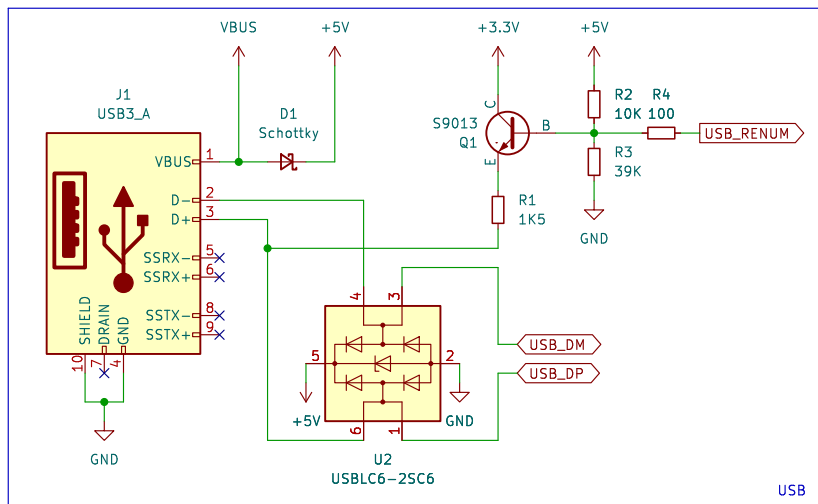 VBUS
+5V
+3.3V
+5V
J1
USB3_A
D1
Schottky
S9013
Q1
C
B
E
R2
10K
R4
100
USB_RENUM
R3
39K
GND
R1
1K5
VBUS
1
D-
2
D+
3
SSRX-
5
SSRX+
6
SSTX-
8
SSTX+
9
SHIELD
DRAIN
GND
10
7
4
GND
4
3
5
2
6
1
+5V
GND
USB_DM
USB_DP
U2
USBLC6-2SC6
USB